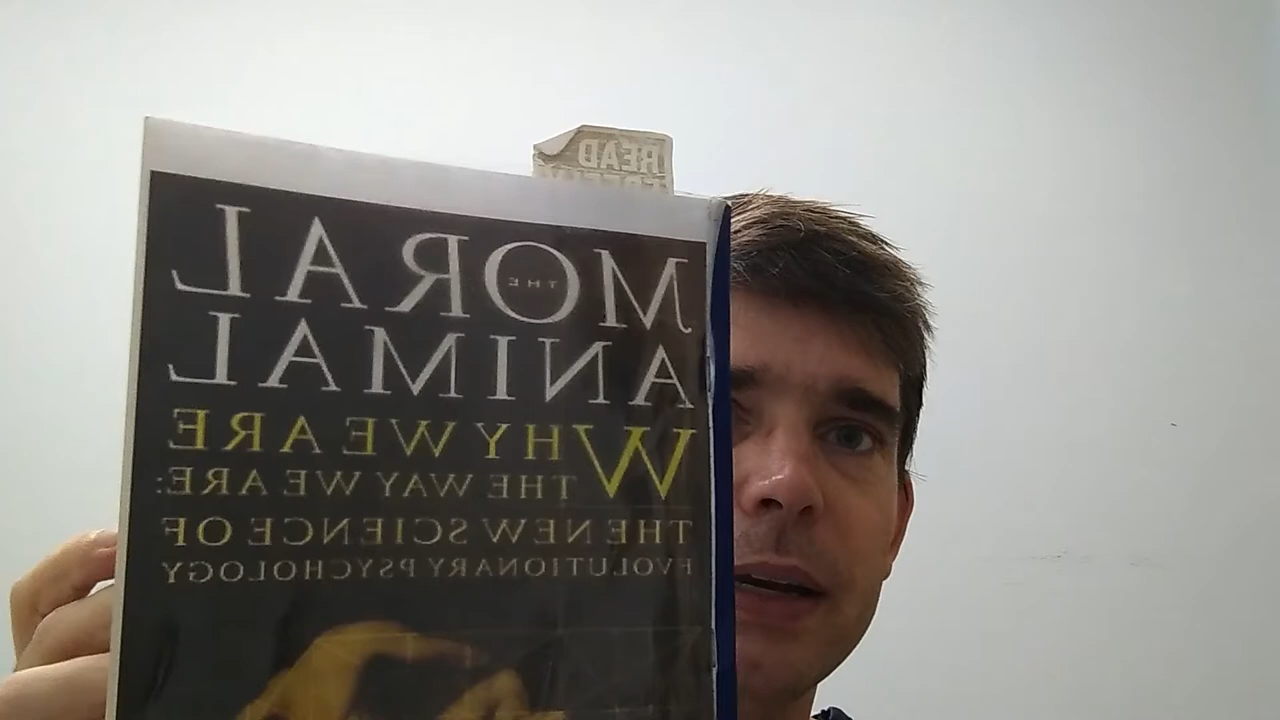 READ
THE
MORAL
ANIMAL
WHY WE ARE
THE WAY WE ARE:
THE NEW SCIENCE OF
EVOLUTIONARY PSYCHOLOGY